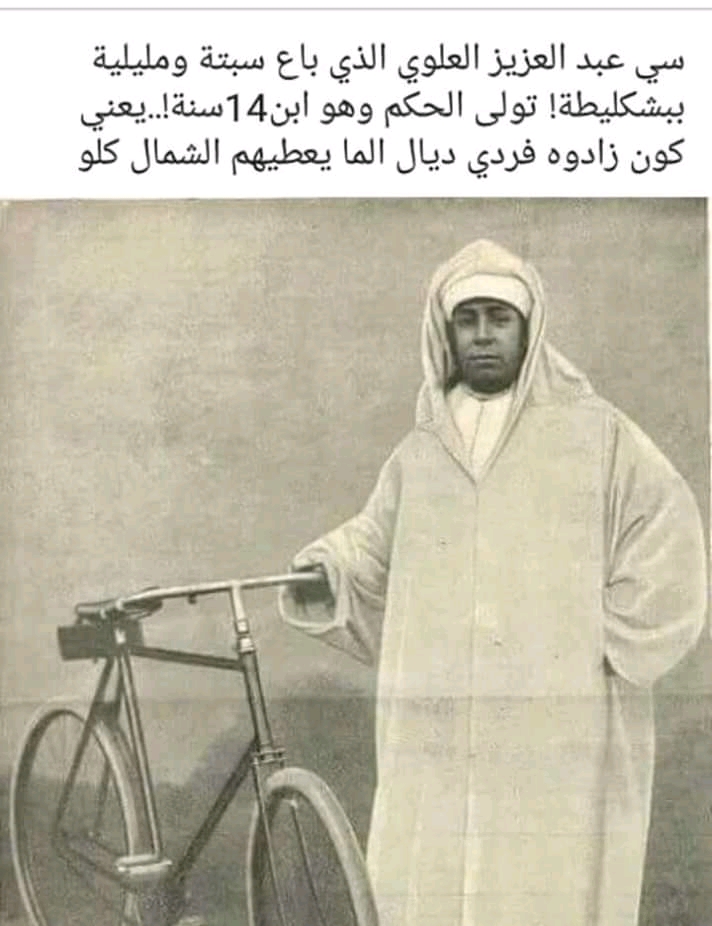 سي عبد العزيز العلوي الذي باع سبتة ومليلية
ببشكليطة! تولى الحكم وهو ابن14سنة!..يعني
كون زادوه فردي ديال الما يعطيهم الشمال كلو